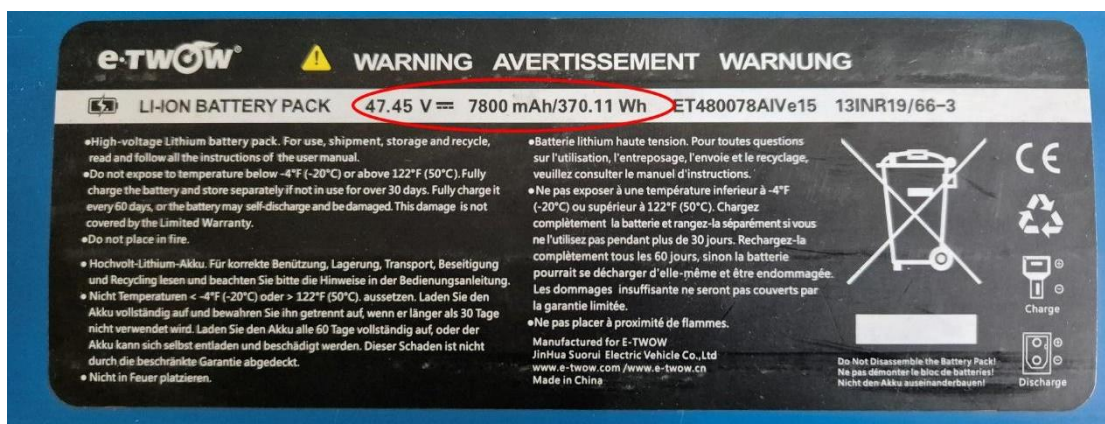 e-TWOW®
WARNING AVERTISSEMENT WARNUNG
LI-ION BATTERY PACK 47.45 V⎓ 7800 mAh/370.11 Wh ET480078AIVe15 13INR19/66-3
●High-voltage Lithium battery pack. For use, shipment, storage and recycle,
read and follow all the instructions of the user manual.
●Do not expose to temperature below -4°F (-20°C) or above 122°F (50°C). Fully
charge the battery and store separately if not in use for over 30 days. Fully charge it
every 60 days, or the battery may self-discharge and be damaged. This damage is not
covered by the Limited Warranty.
●Do not place in fire.
● Hochvolt-Lithium-Akku. Für korrekte Benützung, Lagerung, Transport, Beseitigung
und Recycling lesen und beachten Sie bitte die Hinweise in der Bedienungsanleitung.
● Nicht Temperaturen < -4°F (-20°C) oder > 122°F (50°C). aussetzen. Laden Sie den
Akku vollständig auf und bewahren Sie ihn getrennt auf, wenn er länger als 30 Tage
nicht verwendet wird. Laden Sie den Akku alle 60 Tage vollständig auf, oder der
Akku kann sich selbst entladen und beschädigt werden. Dieser Schaden ist nicht
durch die beschränkte Garantie abgedeckt.
● Nicht in Feuer platzieren.
●Batterie lithium haute tension. Pour toutes questions
sur l'utilisation, l'entreposage, l'envoie et le recyclage,
veuillez consulter le manuel d'instructions.
●Ne pas exposer à une température inferieur à -4°F
(-20°C) ou supérieur à 122°F (50°C). Chargez
complètement la batterie et rangez-la séparément si vous
ne l'utilisez pas pendant plus de 30 jours. Rechargez-la
complètement tous les 60 jours, sinon la batterie
pourrait se décharger d'elle-même et être endommagée.
Les dommages insuffisante ne seront pas couverts par
la garantie limitée.
●Ne pas placer à proximité de flammes.
Manufactured for E-TWOW
JinHua Suorui Electric Vehicle Co.,Ltd
www.e-twow.com /www.e-twow.cn
Made in China
Do Not Disassemble the Battery Pack!
Ne pas démonter le bloc de batteries!
Nicht den Akku auseinanderbauen!
CE
Charge
Discharge